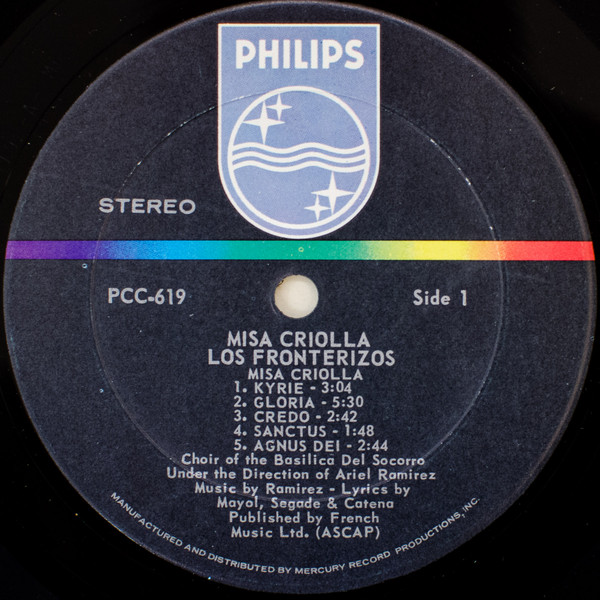 PHILIPS
STEREO
PCC-619
Side 1
MISA CRIOLLA
LOS FRONTERIZOS
MISA CRIOLLA
1. KYRIE - 3:04
2. GLORIA - 5:30
3. CREDO - 2:42
4. SANCTUS - 1:48
5. AGNUS DEI - 2:44
Choir of the Basilica Del Socorro
Under the Direction of Ariel Ramirez
Music by Ramirez - Lyrics by
Mayol, Segade & Catena
Published by French
Music Ltd. (ASCAP)
MANUFACTURED AND DISTRIBUTED BY MERCURY RECORD PRODUCTIONS, INC.